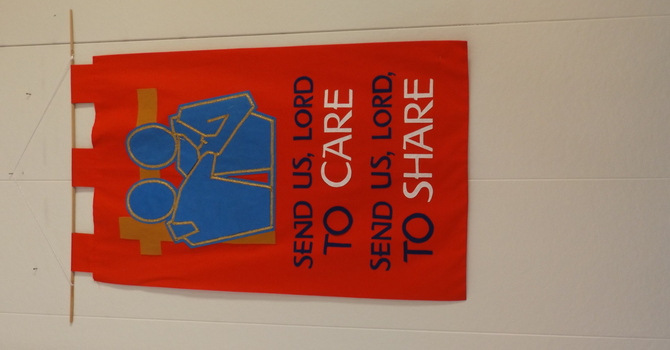 SEND US, LORD
TO CARE
SEND US, LORD,
TO SHARE